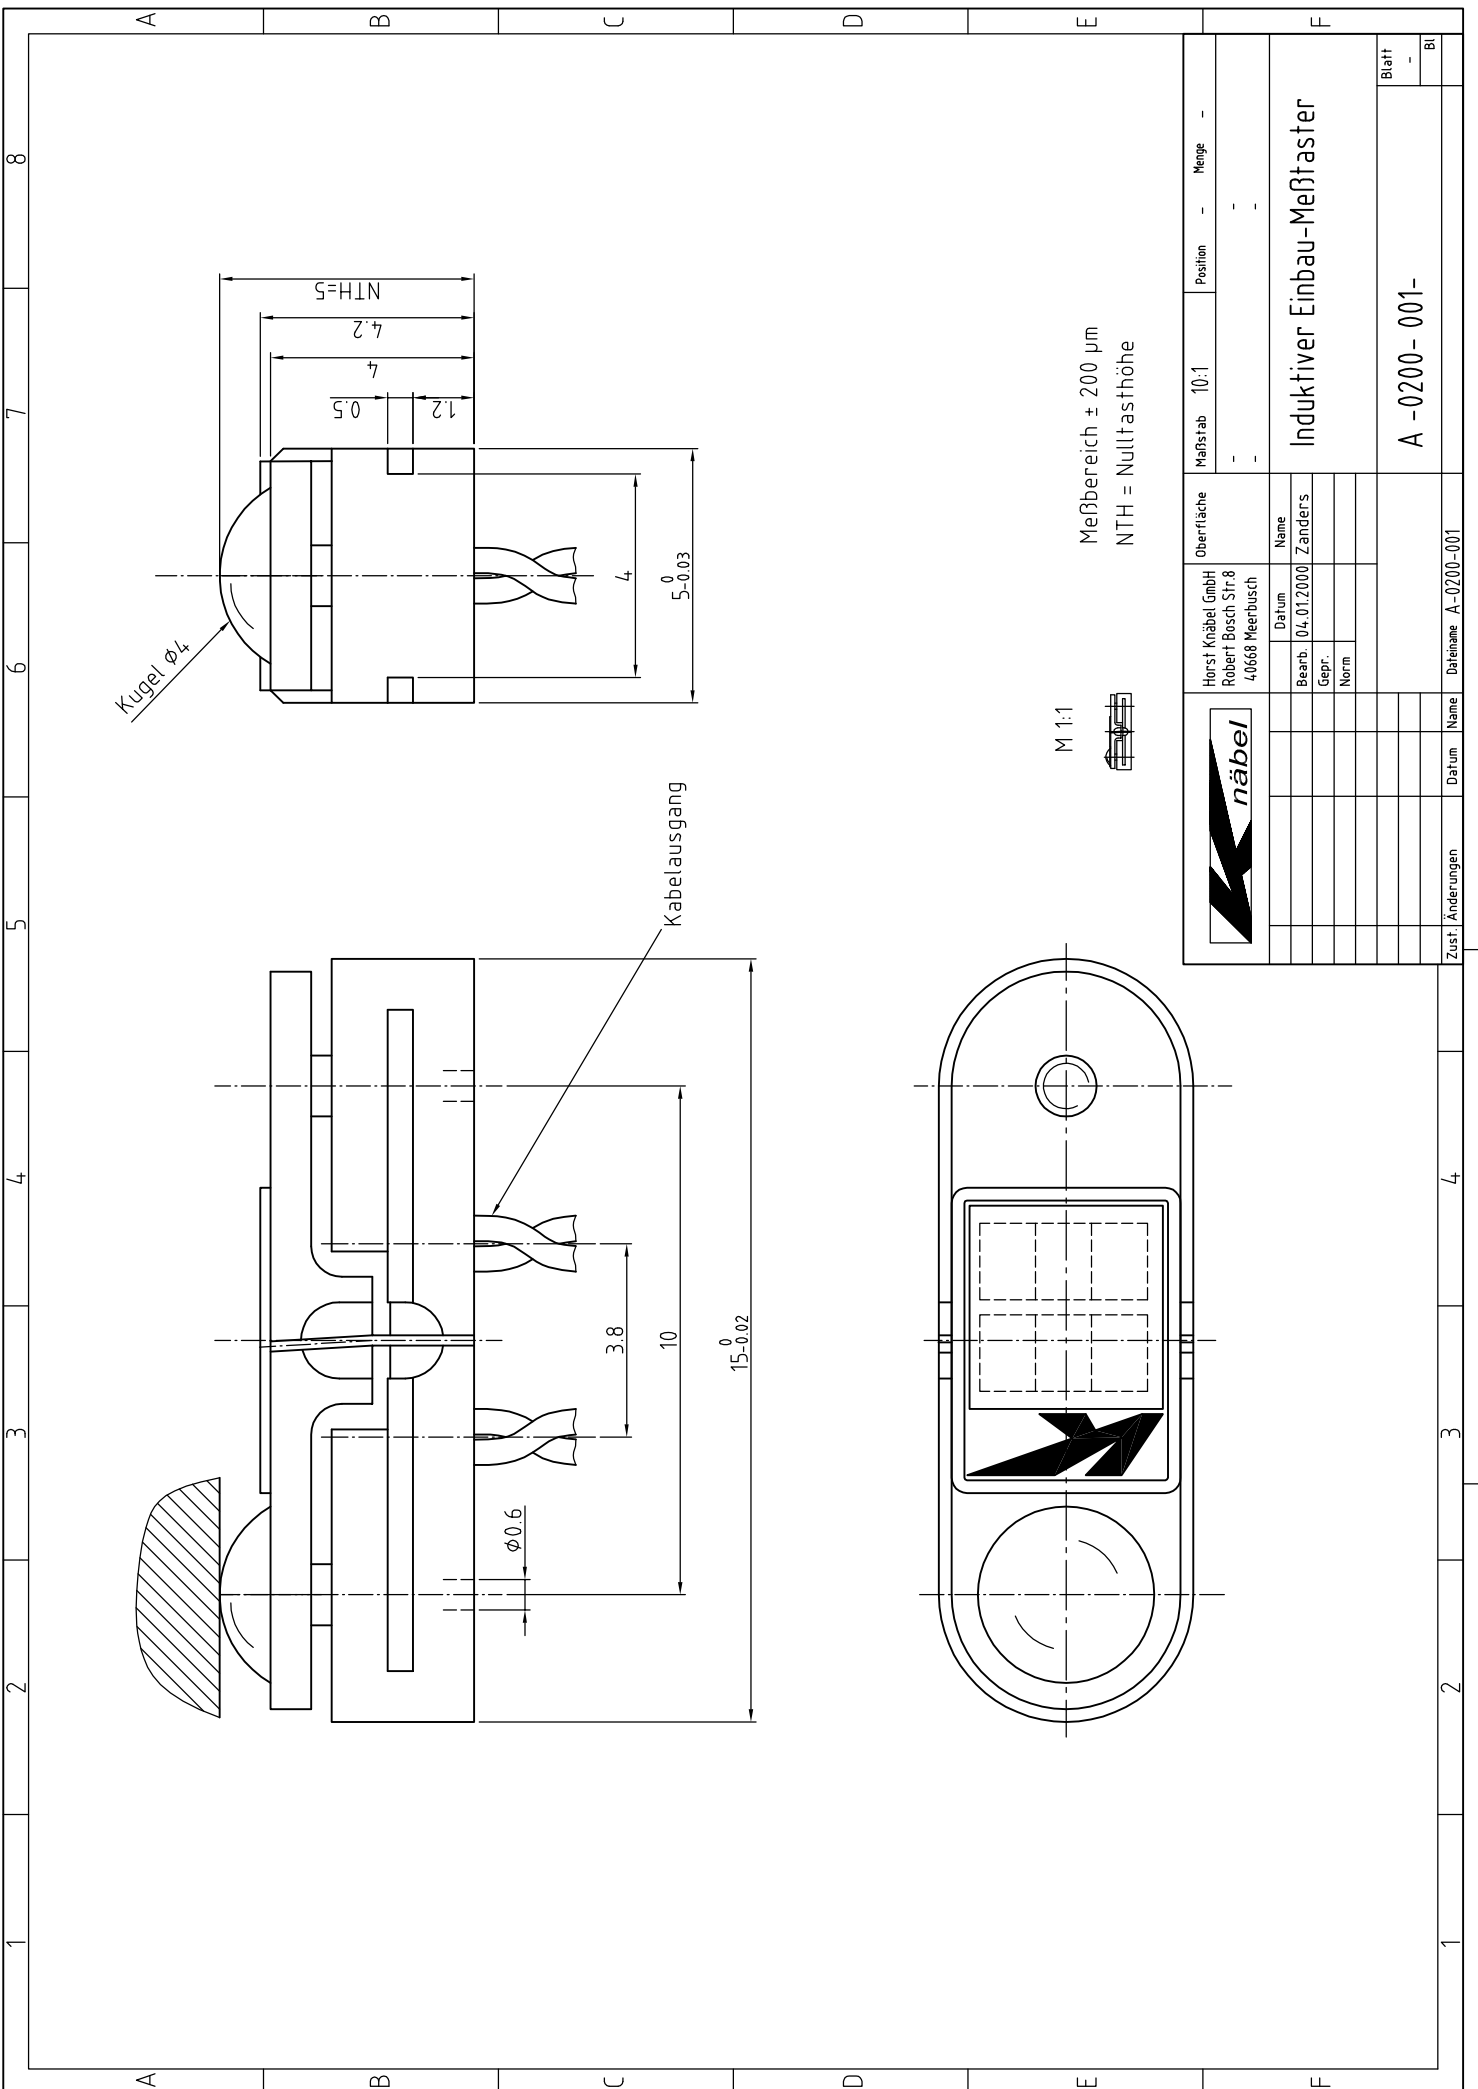 1 2 3 4 5 6 7 8
A B C D E F
Kugel ϕ4
NTH=5
4.2
4
0.5
1.2
4
0
5-0.03
Kabelausgang
ϕ0.6
3.8
10
0
15-0.02
M 1:1
Meßbereich ± 200 µm
NTH = Nulltasthöhe
näbel
Horst Knäbel GmbH
Robert Bosch Str.8
40668 Meerbusch
Oberfläche
Maßstab 10:1
Position -
Menge -
- -
- -
Datum Name
Bearb. 04.01.2000 Zanders
Gepr.
Norm
Induktiver Einbau-Meßtaster
A -0200- 001-
Blatt
-
Bl
Zust. Änderungen Datum Name Dateiname A-0200-001
1 2 3 4
A B C D E F